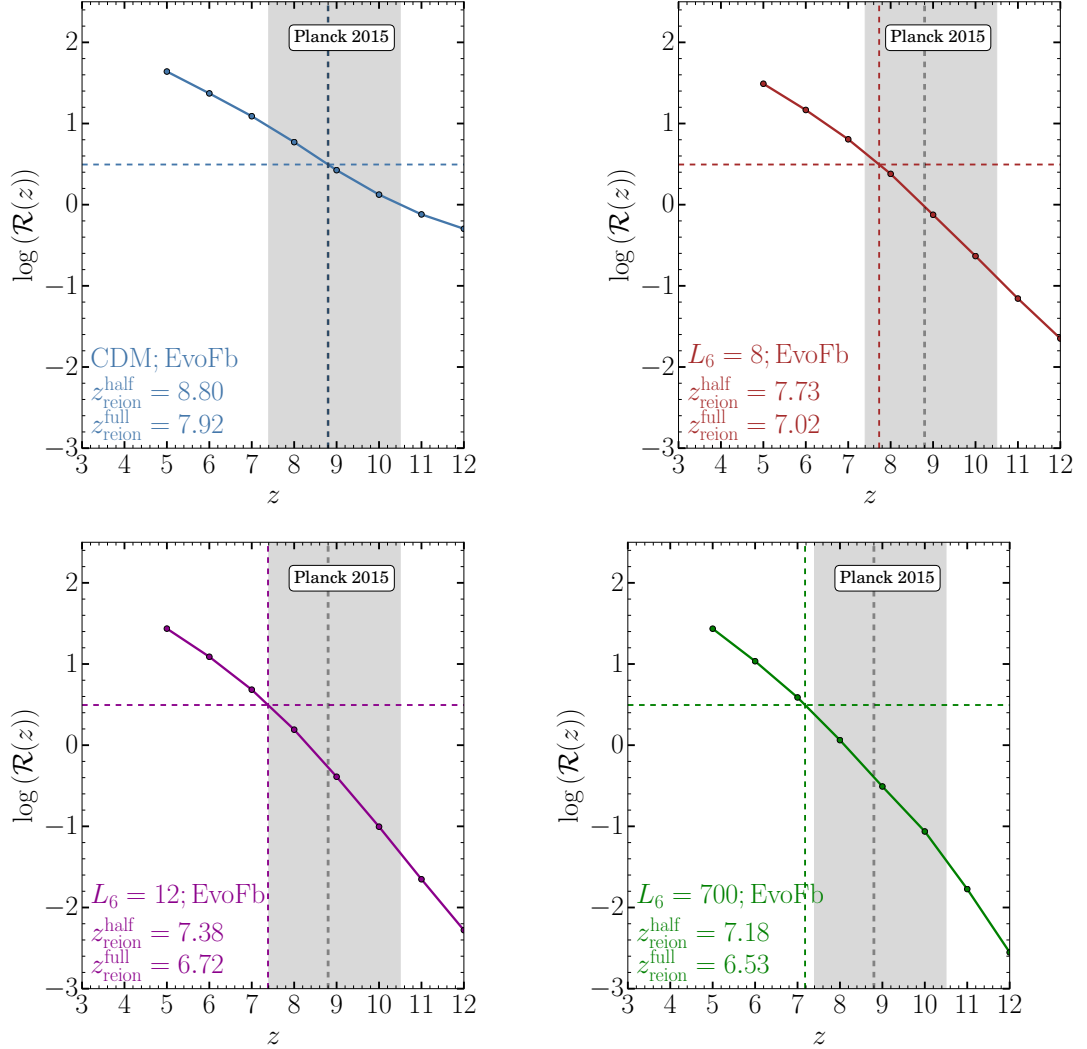 Planck 2015
2
1
0
−1
−2
−3
log (ℛ(z))
CDM; EvoFb
z_reion^half = 8.80
z_reion^full = 7.92
3 4 5 6 7 8 9 10 11 12
z
Planck 2015
2
1
0
−1
−2
−3
log (ℛ(z))
L_6 = 8; EvoFb
z_reion^half = 7.73
z_reion^full = 7.02
3 4 5 6 7 8 9 10 11 12
z
Planck 2015
2
1
0
−1
−2
−3
log (ℛ(z))
L_6 = 12; EvoFb
z_reion^half = 7.38
z_reion^full = 6.72
3 4 5 6 7 8 9 10 11 12
z
Planck 2015
2
1
0
−1
−2
−3
log (ℛ(z))
L_6 = 700; EvoFb
z_reion^half = 7.18
z_reion^full = 6.53
3 4 5 6 7 8 9 10 11 12
z